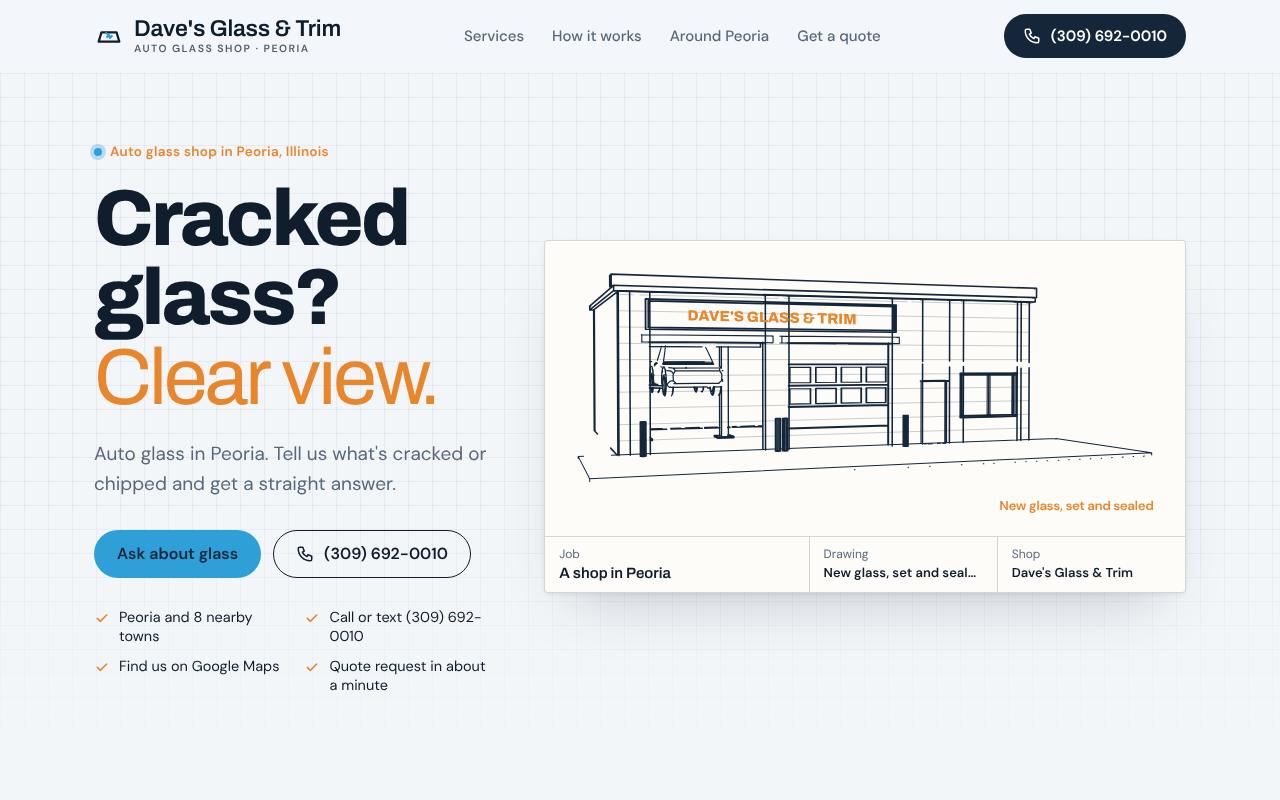 Dave's Glass & Trim
AUTO GLASS SHOP · PEORIA
Services
How it works
Around Peoria
Get a quote
(309) 692-0010
Auto glass shop in Peoria, Illinois
Cracked
glass?
Clear view.
Auto glass in Peoria. Tell us what's cracked or
chipped and get a straight answer.
Ask about glass
(309) 692-0010
Peoria and 8 nearby
towns
Call or text (309) 692-
0010
Find us on Google Maps
Quote request in about
a minute
DAVE'S GLASS & TRIM
New glass, set and sealed
Job
A shop in Peoria
Drawing
New glass, set and seal...
Shop
Dave's Glass & Trim